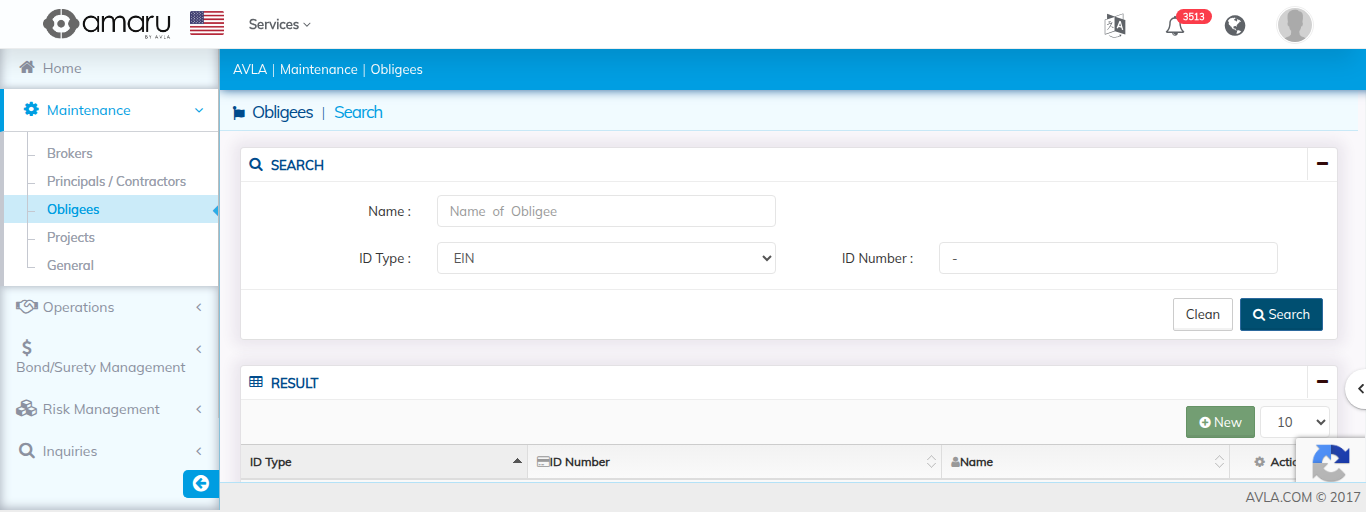 amaru
BY AVLA
Services
3513
Home
AVLA | Maintenance | Obligees
Maintenance
Obligees | Search
Brokers
Principals / Contractors
Obligees
Projects
General
Operations
Bond/Surety Management
Risk Management
Inquiries
SEARCH
Name :
Name of Obligee
ID Type :
EIN
ID Number :
-
Clean
Search
RESULT
New
10
ID Type
ID Number
Name
Actio
AVLA.COM © 2017